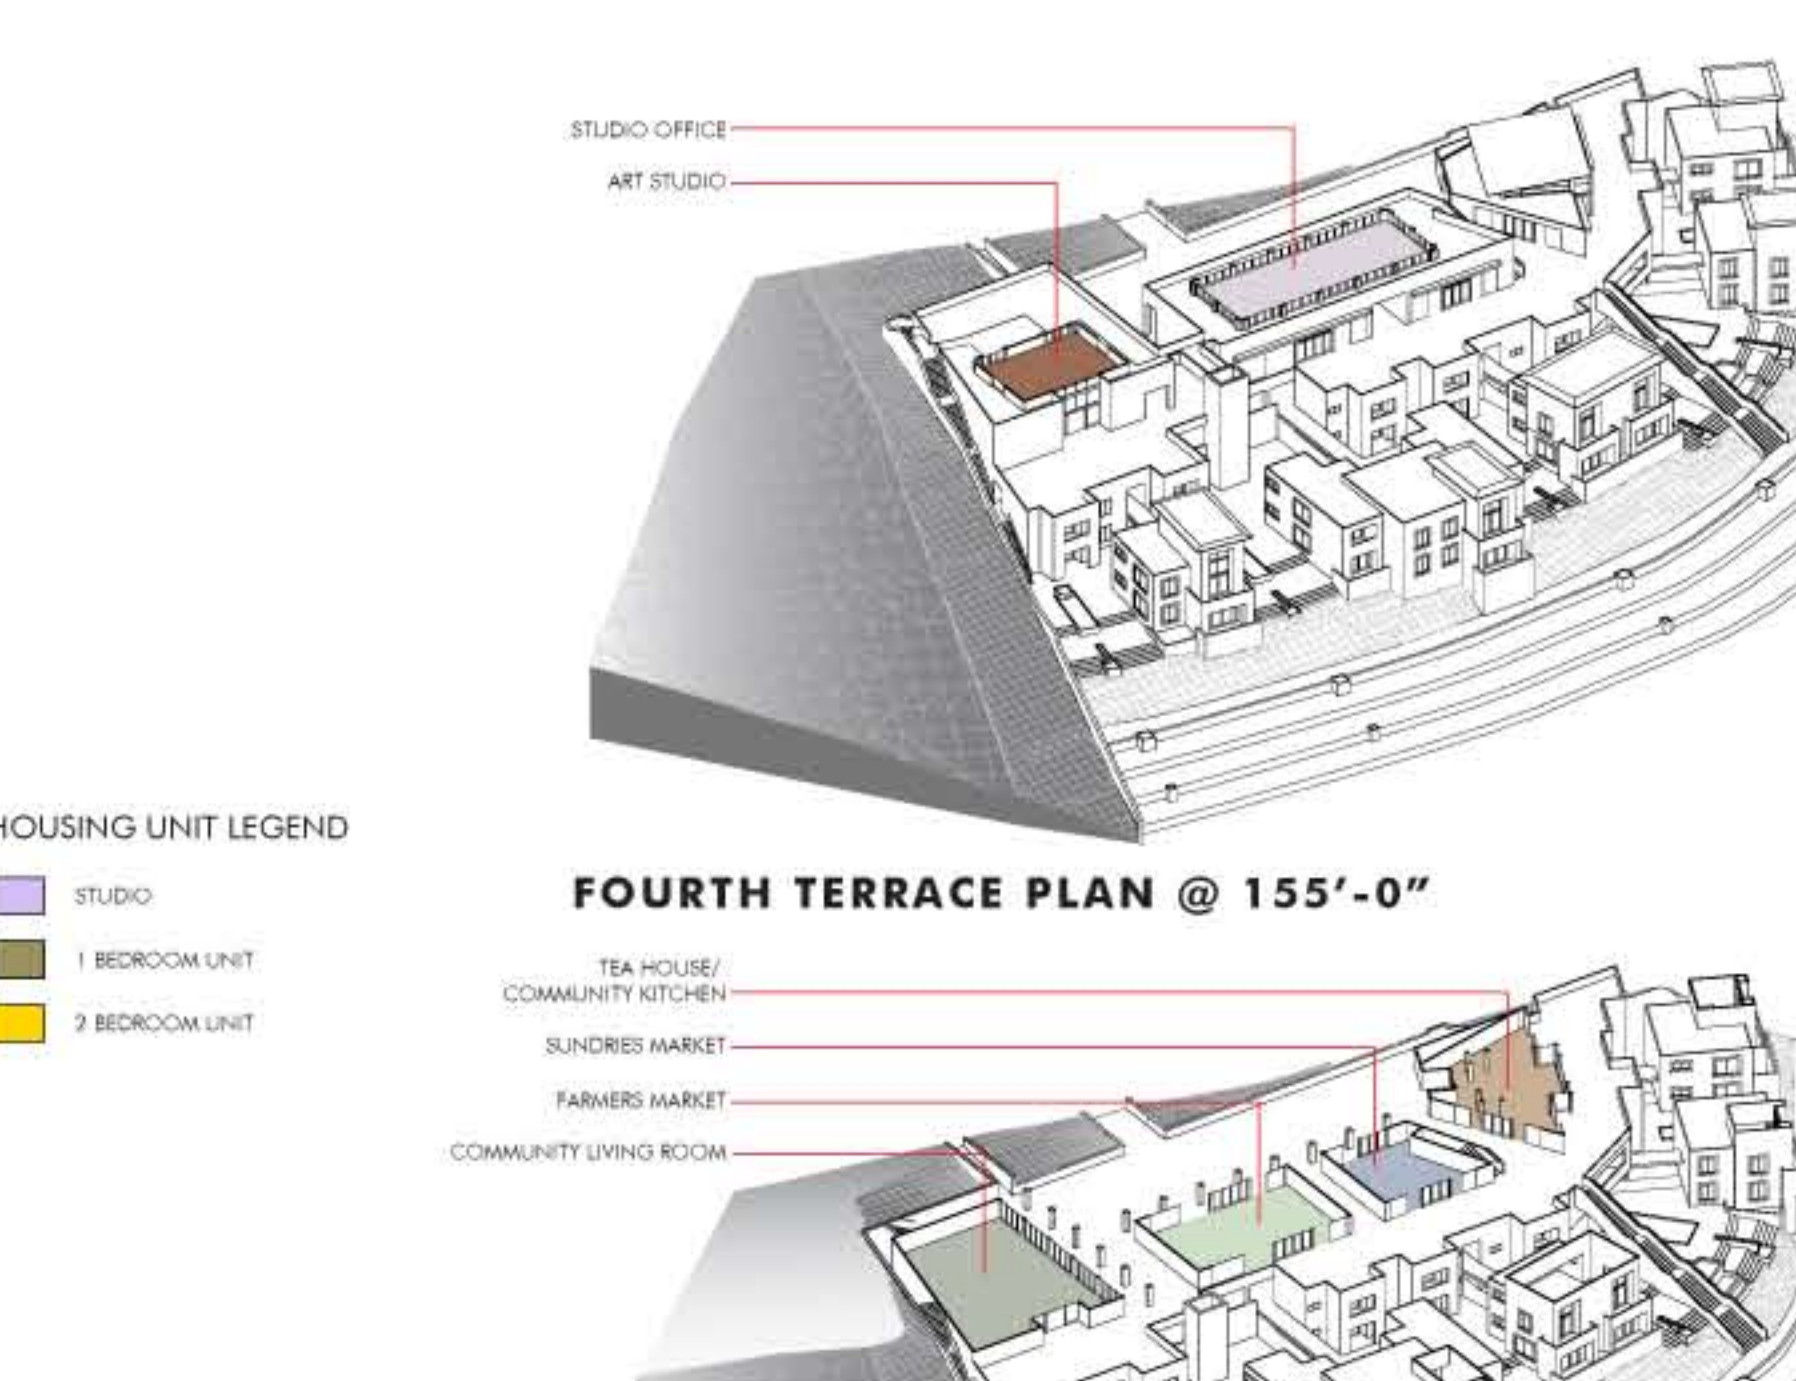 STUDIO OFFICE
ART STUDIO
HOUSING UNIT LEGEND
STUDIO
1 BEDROOM UNIT
2 BEDROOM UNIT
FOURTH TERRACE PLAN @ 155'-0"
TEA HOUSE/
COMMUNITY KITCHEN
SUNDRIES MARKET
FARMERS MARKET
COMMUNITY LIVING ROOM